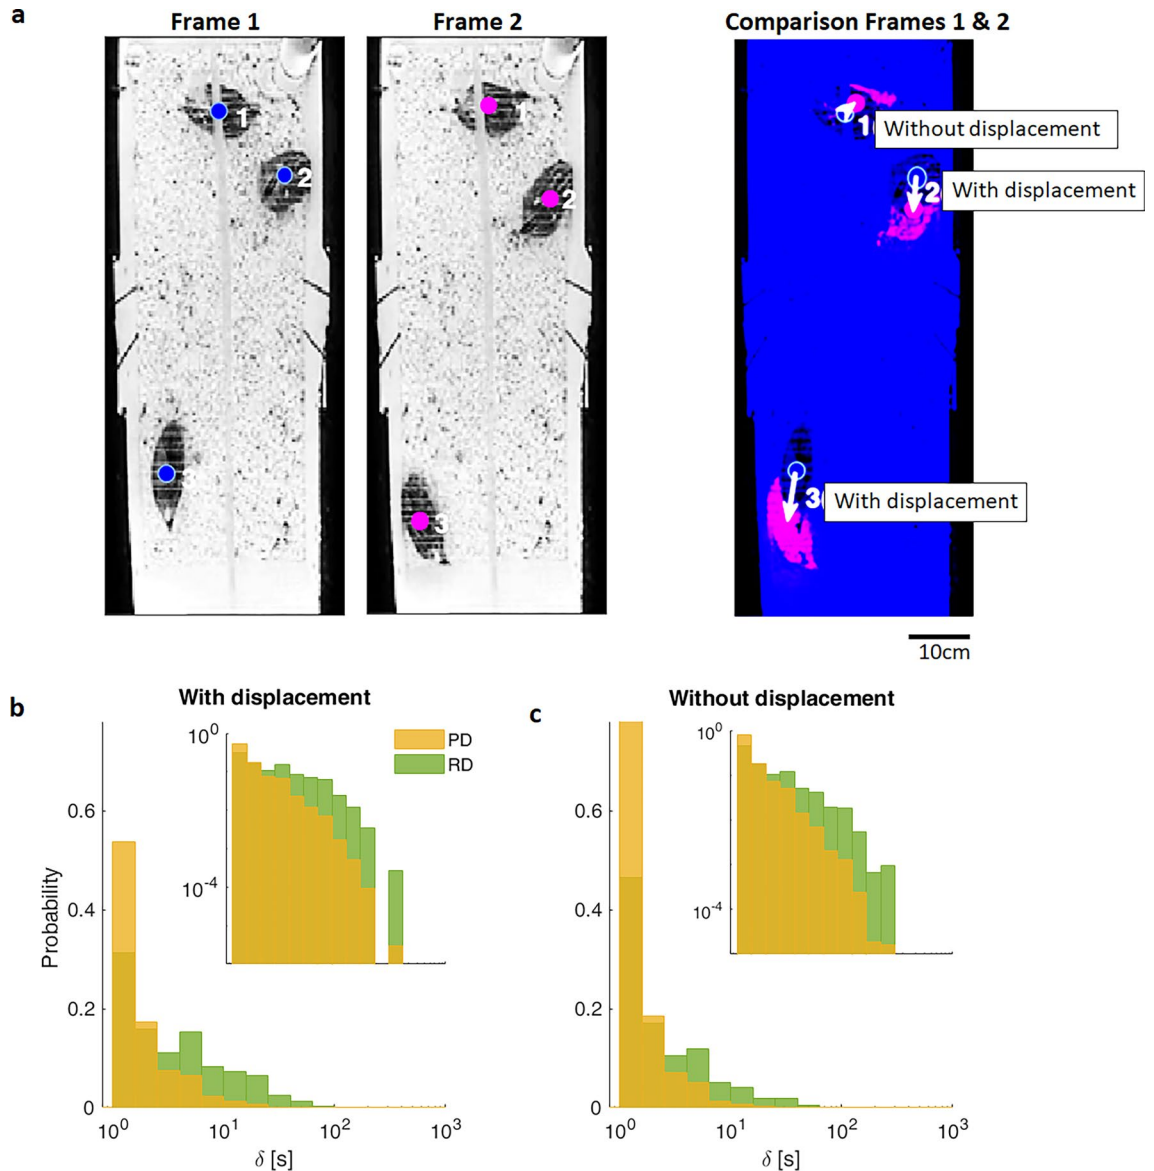 a
Frame 1
Frame 2
Comparison Frames 1 & 2
1
2
1
2
3
1
Without displacement
2
With displacement
3
With displacement
10cm
b
With displacement
PD
RD
10^0
10^-4
0.6
0.4
0.2
0
Probability
10^0
10^1
10^2
10^3
δ [s]
c
Without displacement
10^0
10^-4
0.6
0.4
0.2
0
10^0
10^1
10^2
10^3
δ [s]